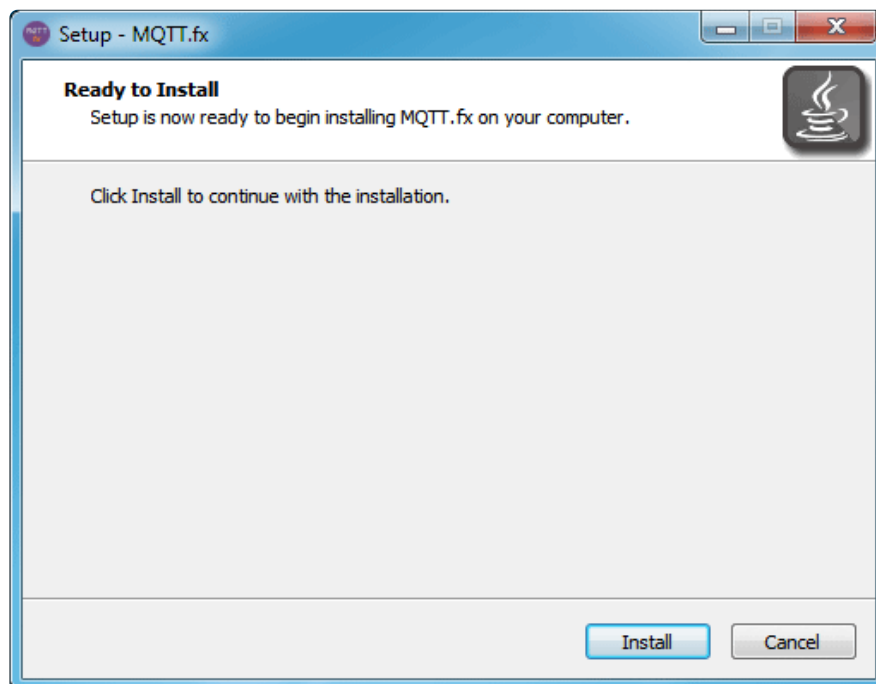 Setup - MQTT.fx
Ready to Install
Setup is now ready to begin installing MQTT.fx on your computer.
Click Install to continue with the installation.
Install
Cancel